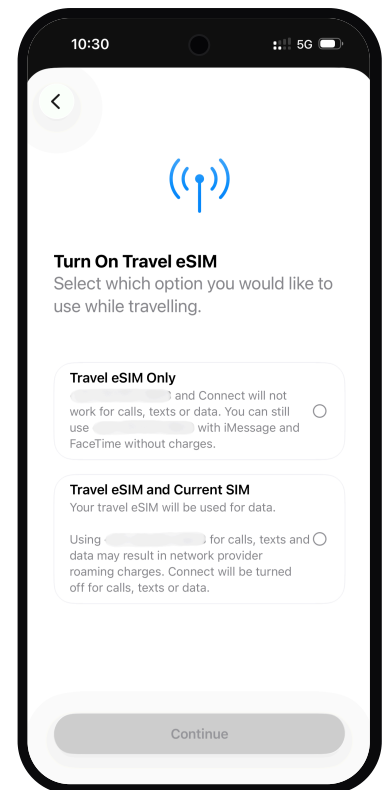 10:30
5G
Turn On Travel eSIM
Select which option you would like to
use while travelling.
Travel eSIM Only
and Connect will not
work for calls, texts or data. You can still
use with iMessage and
FaceTime without charges.
Travel eSIM and Current SIM
Your travel eSIM will be used for data.
Using for calls, texts and
data may result in network provider
roaming charges. Connect will be turned
off for calls, texts or data.
Continue